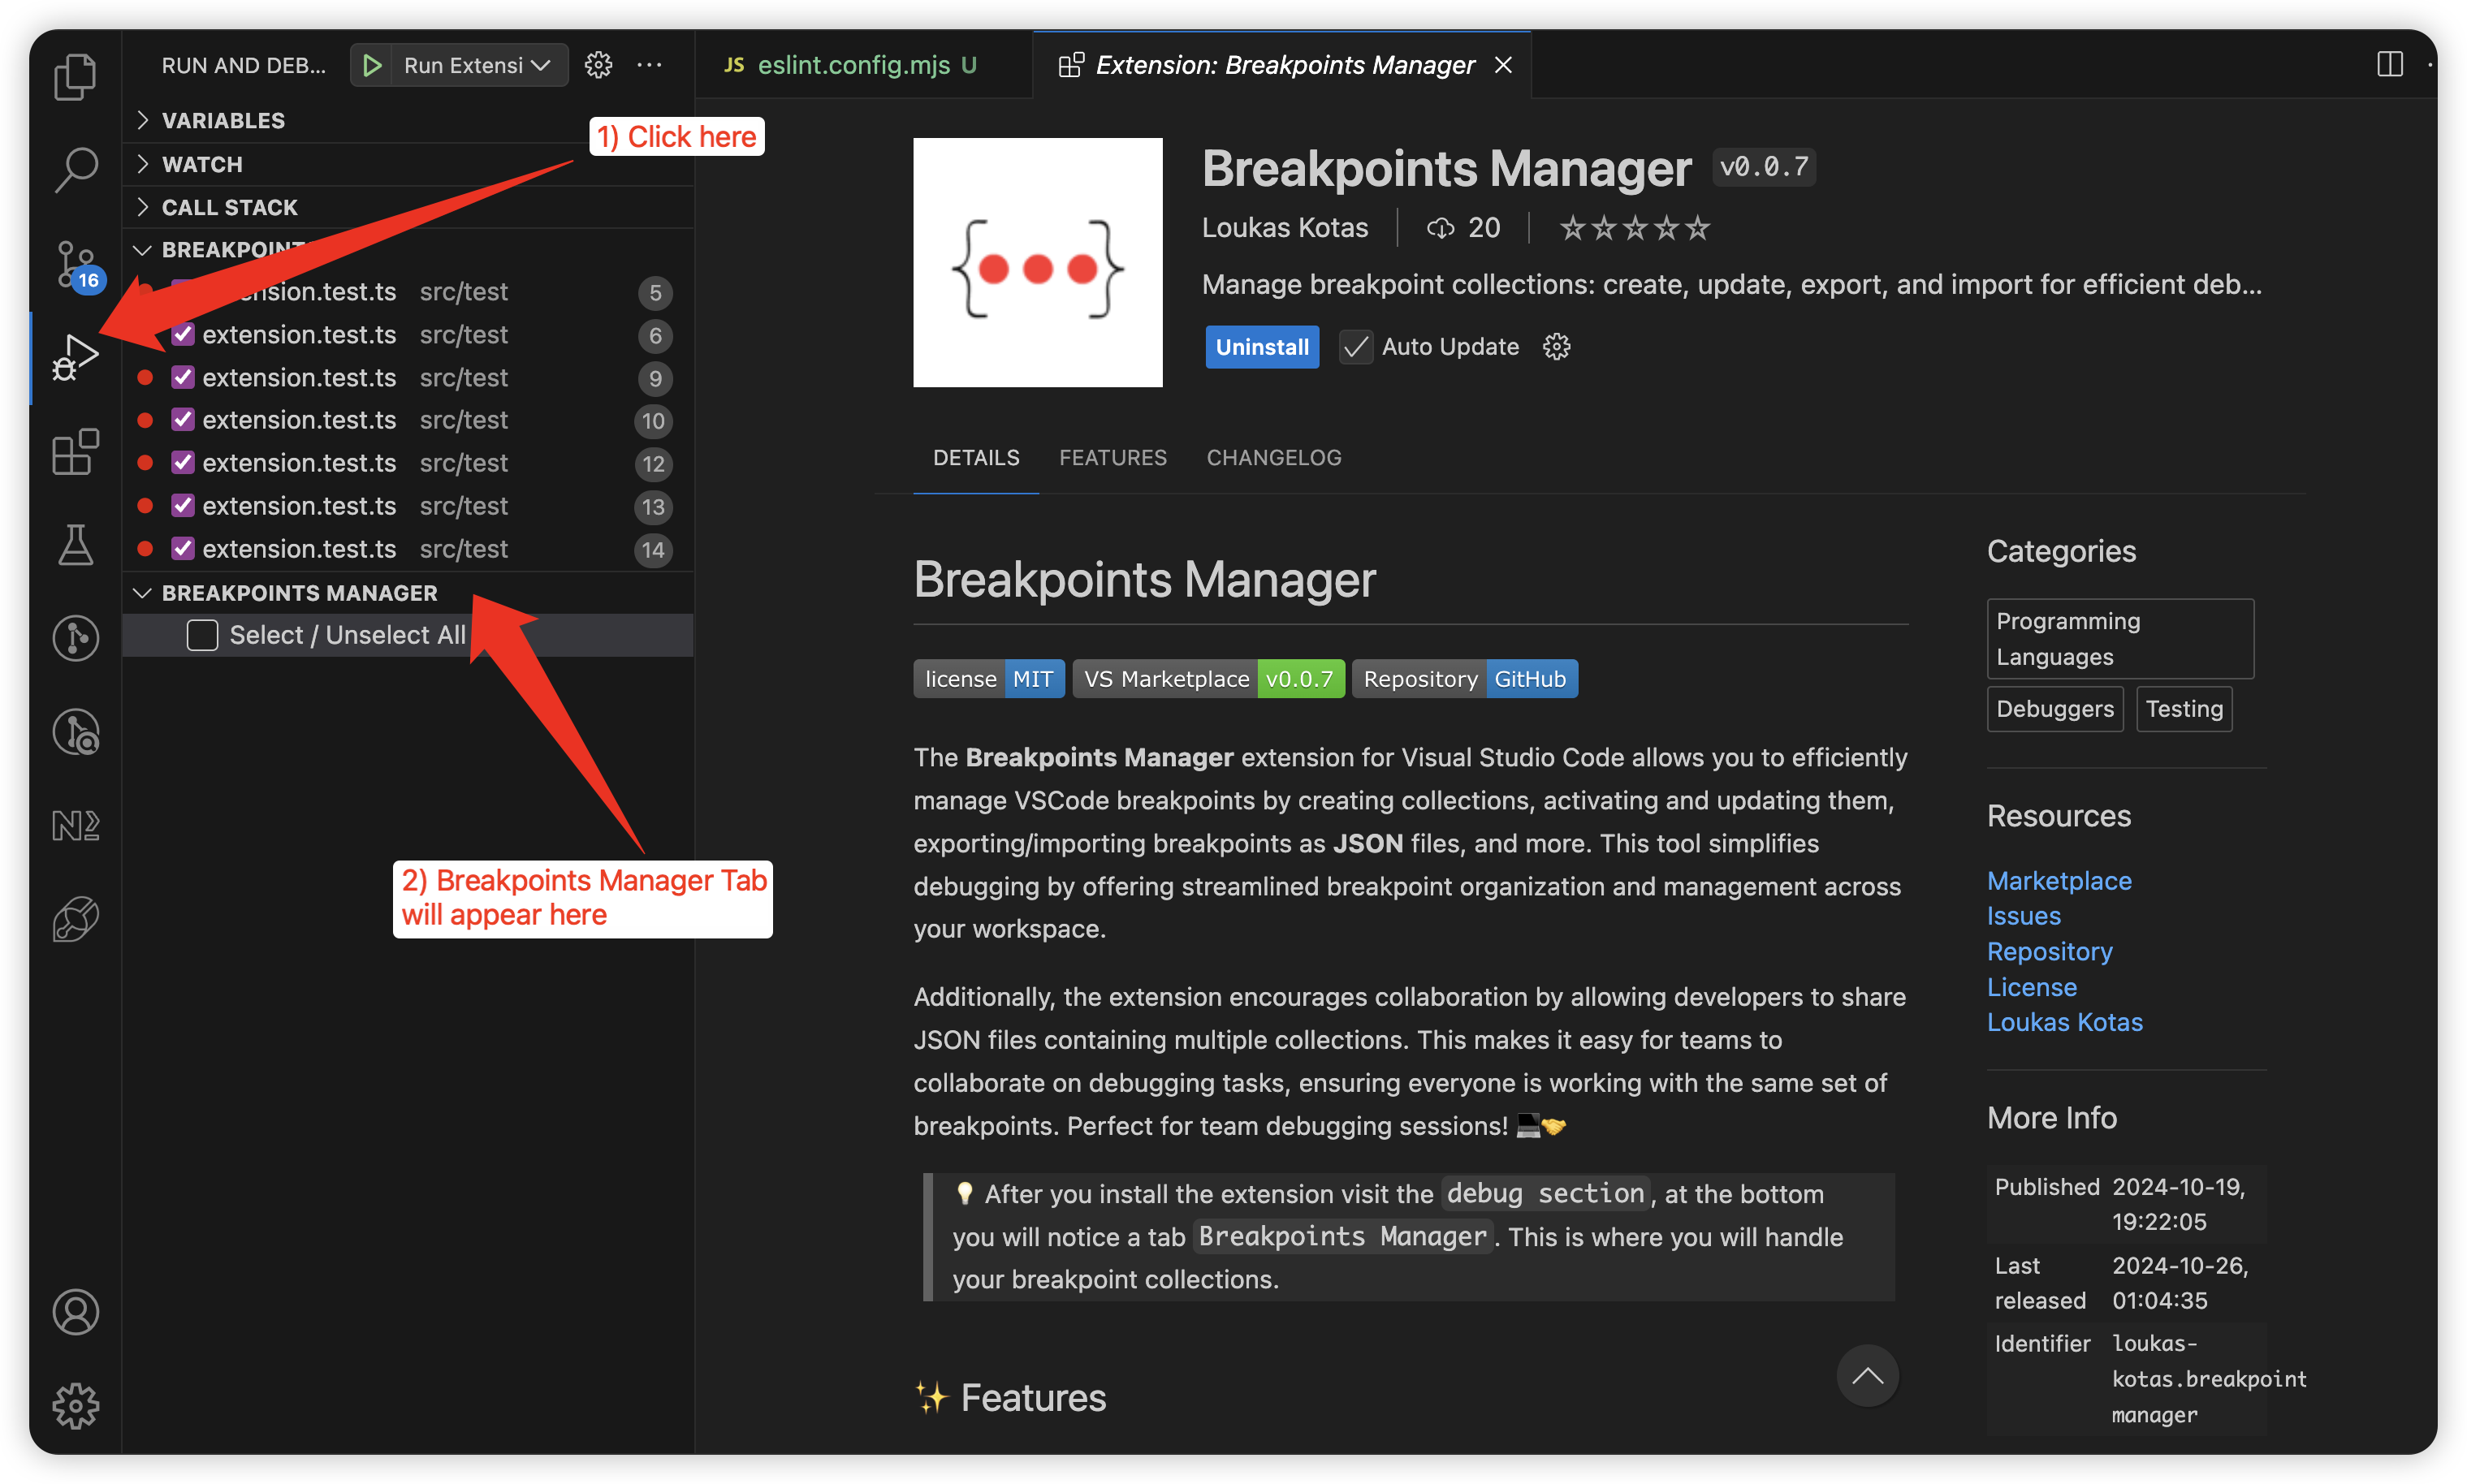 RUN AND DEB...
Run Extensi
JS eslint.config.mjs U
Extension: Breakpoints Manager
VARIABLES
1) Click here
WATCH
CALL STACK
BREAKPOINT
16
ension.test.ts src/test 5
extension.test.ts src/test 6
extension.test.ts src/test 9
extension.test.ts src/test 10
extension.test.ts src/test 12
extension.test.ts src/test 13
extension.test.ts src/test 14
BREAKPOINTS MANAGER
Select / Unselect All
2) Breakpoints Manager Tab
will appear here
Breakpoints Manager v0.0.7
Loukas Kotas 20
Manage breakpoint collections: create, update, export, and import for efficient deb...
Uninstall Auto Update
DETAILS FEATURES CHANGELOG
Breakpoints Manager
license MIT VS Marketplace v0.0.7 Repository GitHub
The Breakpoints Manager extension for Visual Studio Code allows you to efficiently
manage VSCode breakpoints by creating collections, activating and updating them,
exporting/importing breakpoints as JSON files, and more. This tool simplifies
debugging by offering streamlined breakpoint organization and management across
your workspace.
Additionally, the extension encourages collaboration by allowing developers to share
JSON files containing multiple collections. This makes it easy for teams to
collaborate on debugging tasks, ensuring everyone is working with the same set of
breakpoints. Perfect for team debugging sessions! 💻🤝
💡 After you install the extension visit the debug section, at the bottom
you will notice a tab Breakpoints Manager. This is where you will handle
your breakpoint collections.
✨ Features
Categories
Programming
Languages
Debuggers Testing
Resources
Marketplace
Issues
Repository
License
Loukas Kotas
More Info
Published 2024-10-19,
19:22:05
Last 2024-10-26,
released 01:04:35
Identifier loukas-
kotas.breakpoint
manager